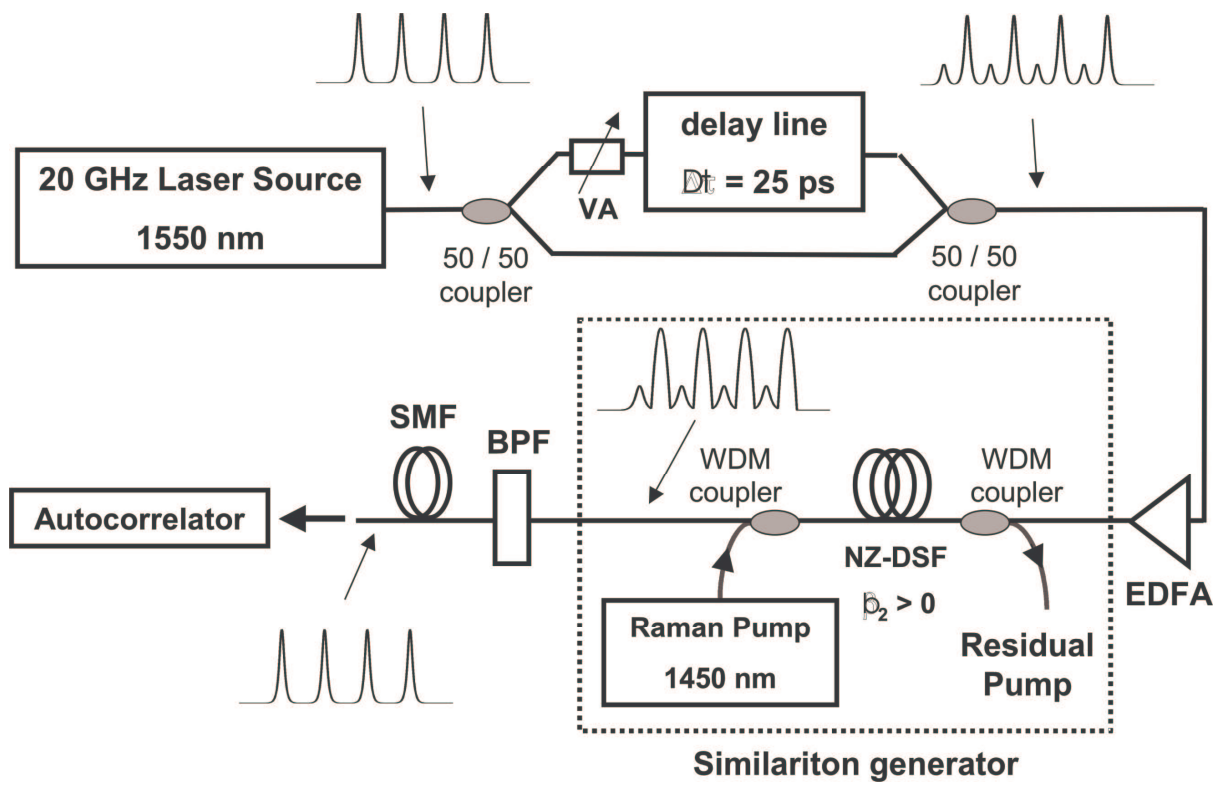 20 GHz Laser Source
1550 nm
50 / 50
coupler
VA
delay line
Δt = 25 ps
50 / 50
coupler
SMF
BPF
Autocorrelator
WDM
coupler
NZ-DSF
β₂ > 0
WDM
coupler
EDFA
Raman Pump
1450 nm
Residual
Pump
Similariton generator